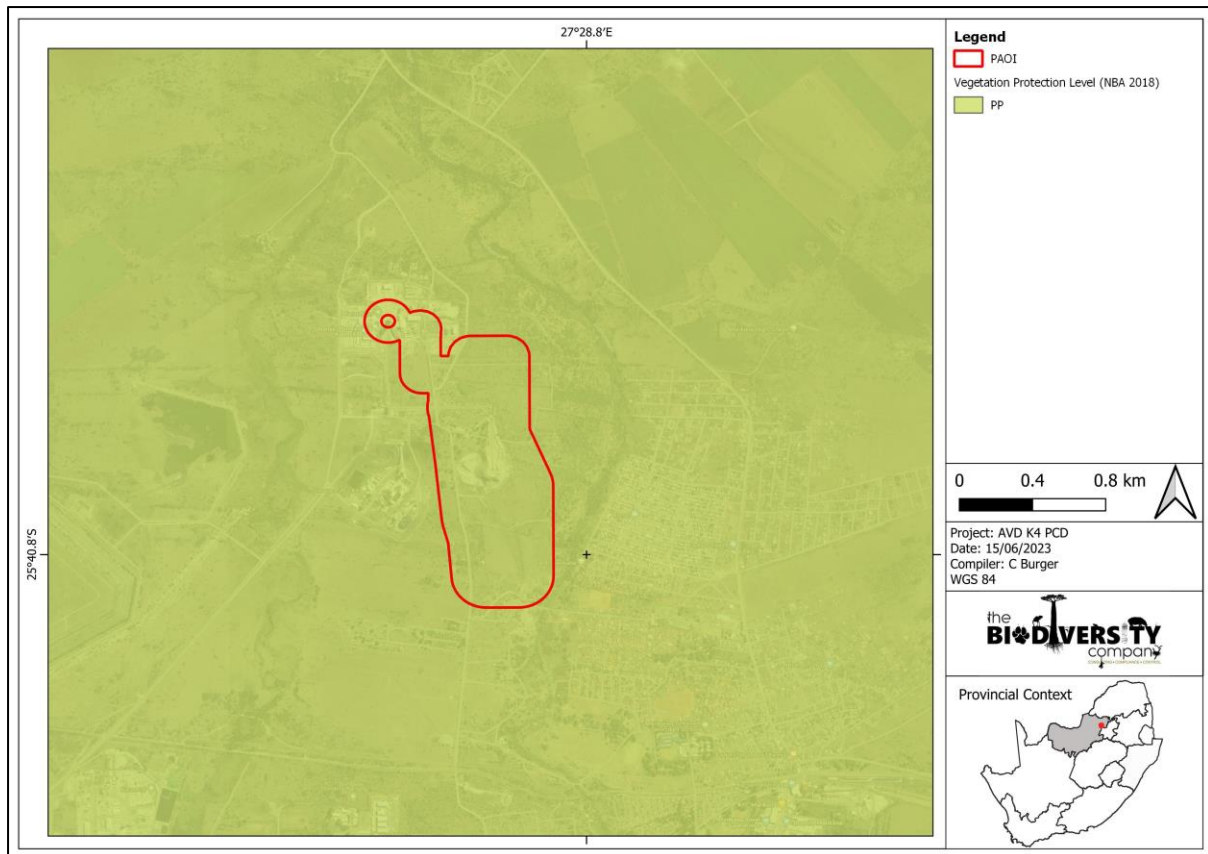 27°28.8'E
25°40.8'S
Legend
PAOI
Vegetation Protection Level (NBA 2018)
PP
0 0.4 0.8 km
Project: AVD K4 PCD
Date: 15/06/2023
Compiler: C Burger
WGS 84
the
BIODIVERSITY
company
Provincial Context